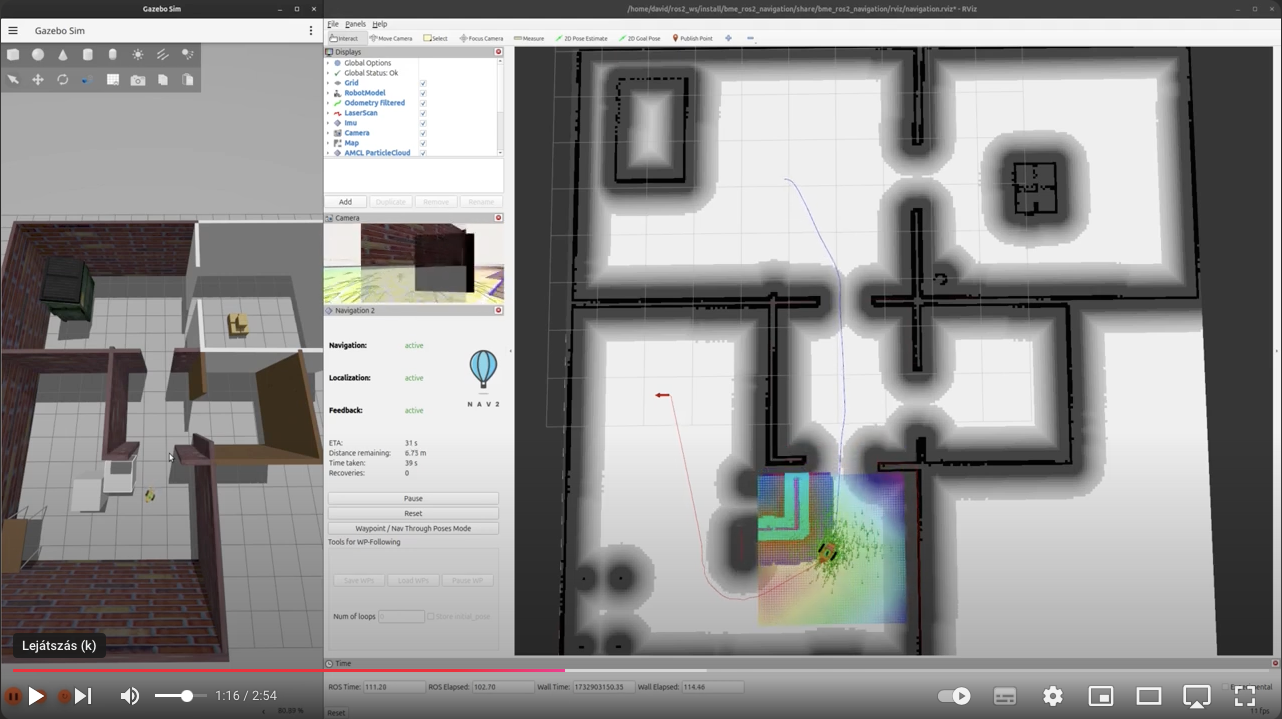 Gazebo Sim
/home/david/ros2_ws/install/bme_ros2_navigation/share/bme_ros2_navigation/rviz/navigation.rviz* - RViz
Gazebo Sim
File Panels Help
Interact Move Camera Select Focus Camera Measure 2D Pose Estimate 2D Goal Pose Publish Point
Displays
Global Options
Global Status: Ok
Grid
RobotModel
Odometry filtered
LaserScan
Imu
Camera
Map
AMCL ParticleCloud
Add Duplicate Remove Rename
Camera
Navigation 2
Navigation: active
Localization: active
Feedback: active
NAV2
ETA: 31 s
Distance remaining: 6.73 m
Time taken: 39 s
Recoveries: 0
Pause
Reset
Waypoint / Nav Through Poses Mode
Tools for WP-Following
Save WPs Load WPs Pause WP
Num of loops 0 Store initial_pose
Lejátszás (k)
Time
1:16 / 2:54
ROS Time: 111.20 ROS Elapsed: 102.70 Wall Time: 1732903150.35 Wall Elapsed: 114.46
80.89 %
Reset
11 fps